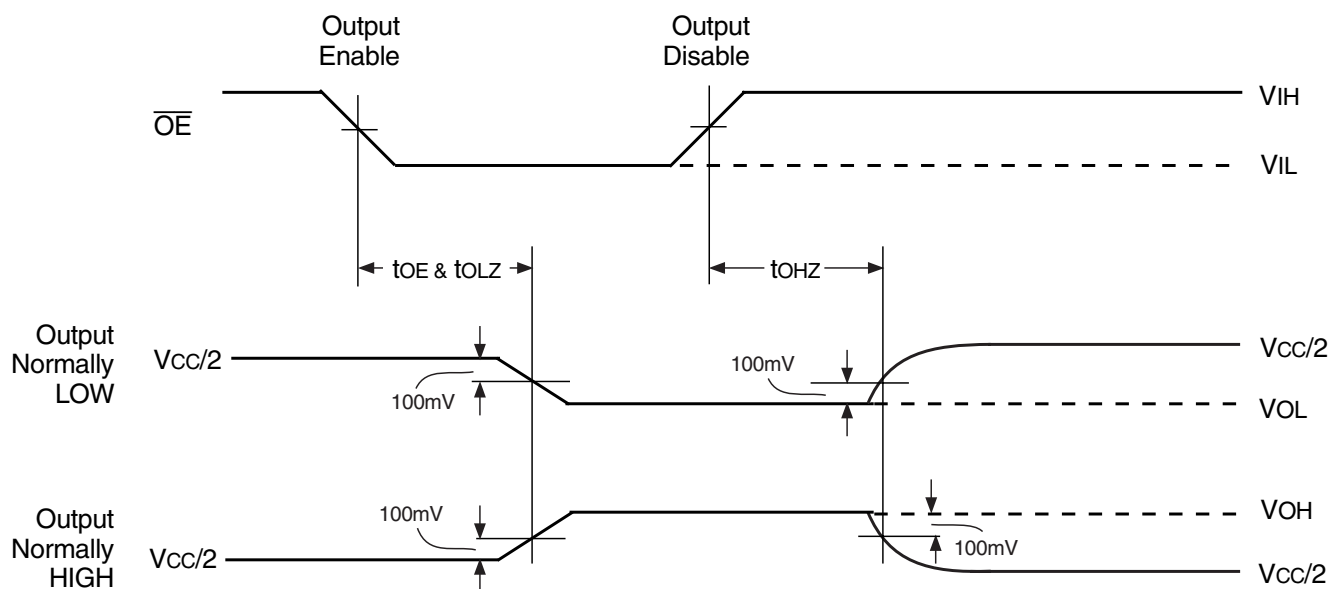 Output
Enable
Output
Disable
OE
VIH
VIL
tOE & tOLZ
tOHZ
Output
Normally
LOW
VCC/2
100mV
100mV
VCC/2
VOL
Output
Normally
HIGH
100mV
VCC/2
VOH
100mV
VCC/2